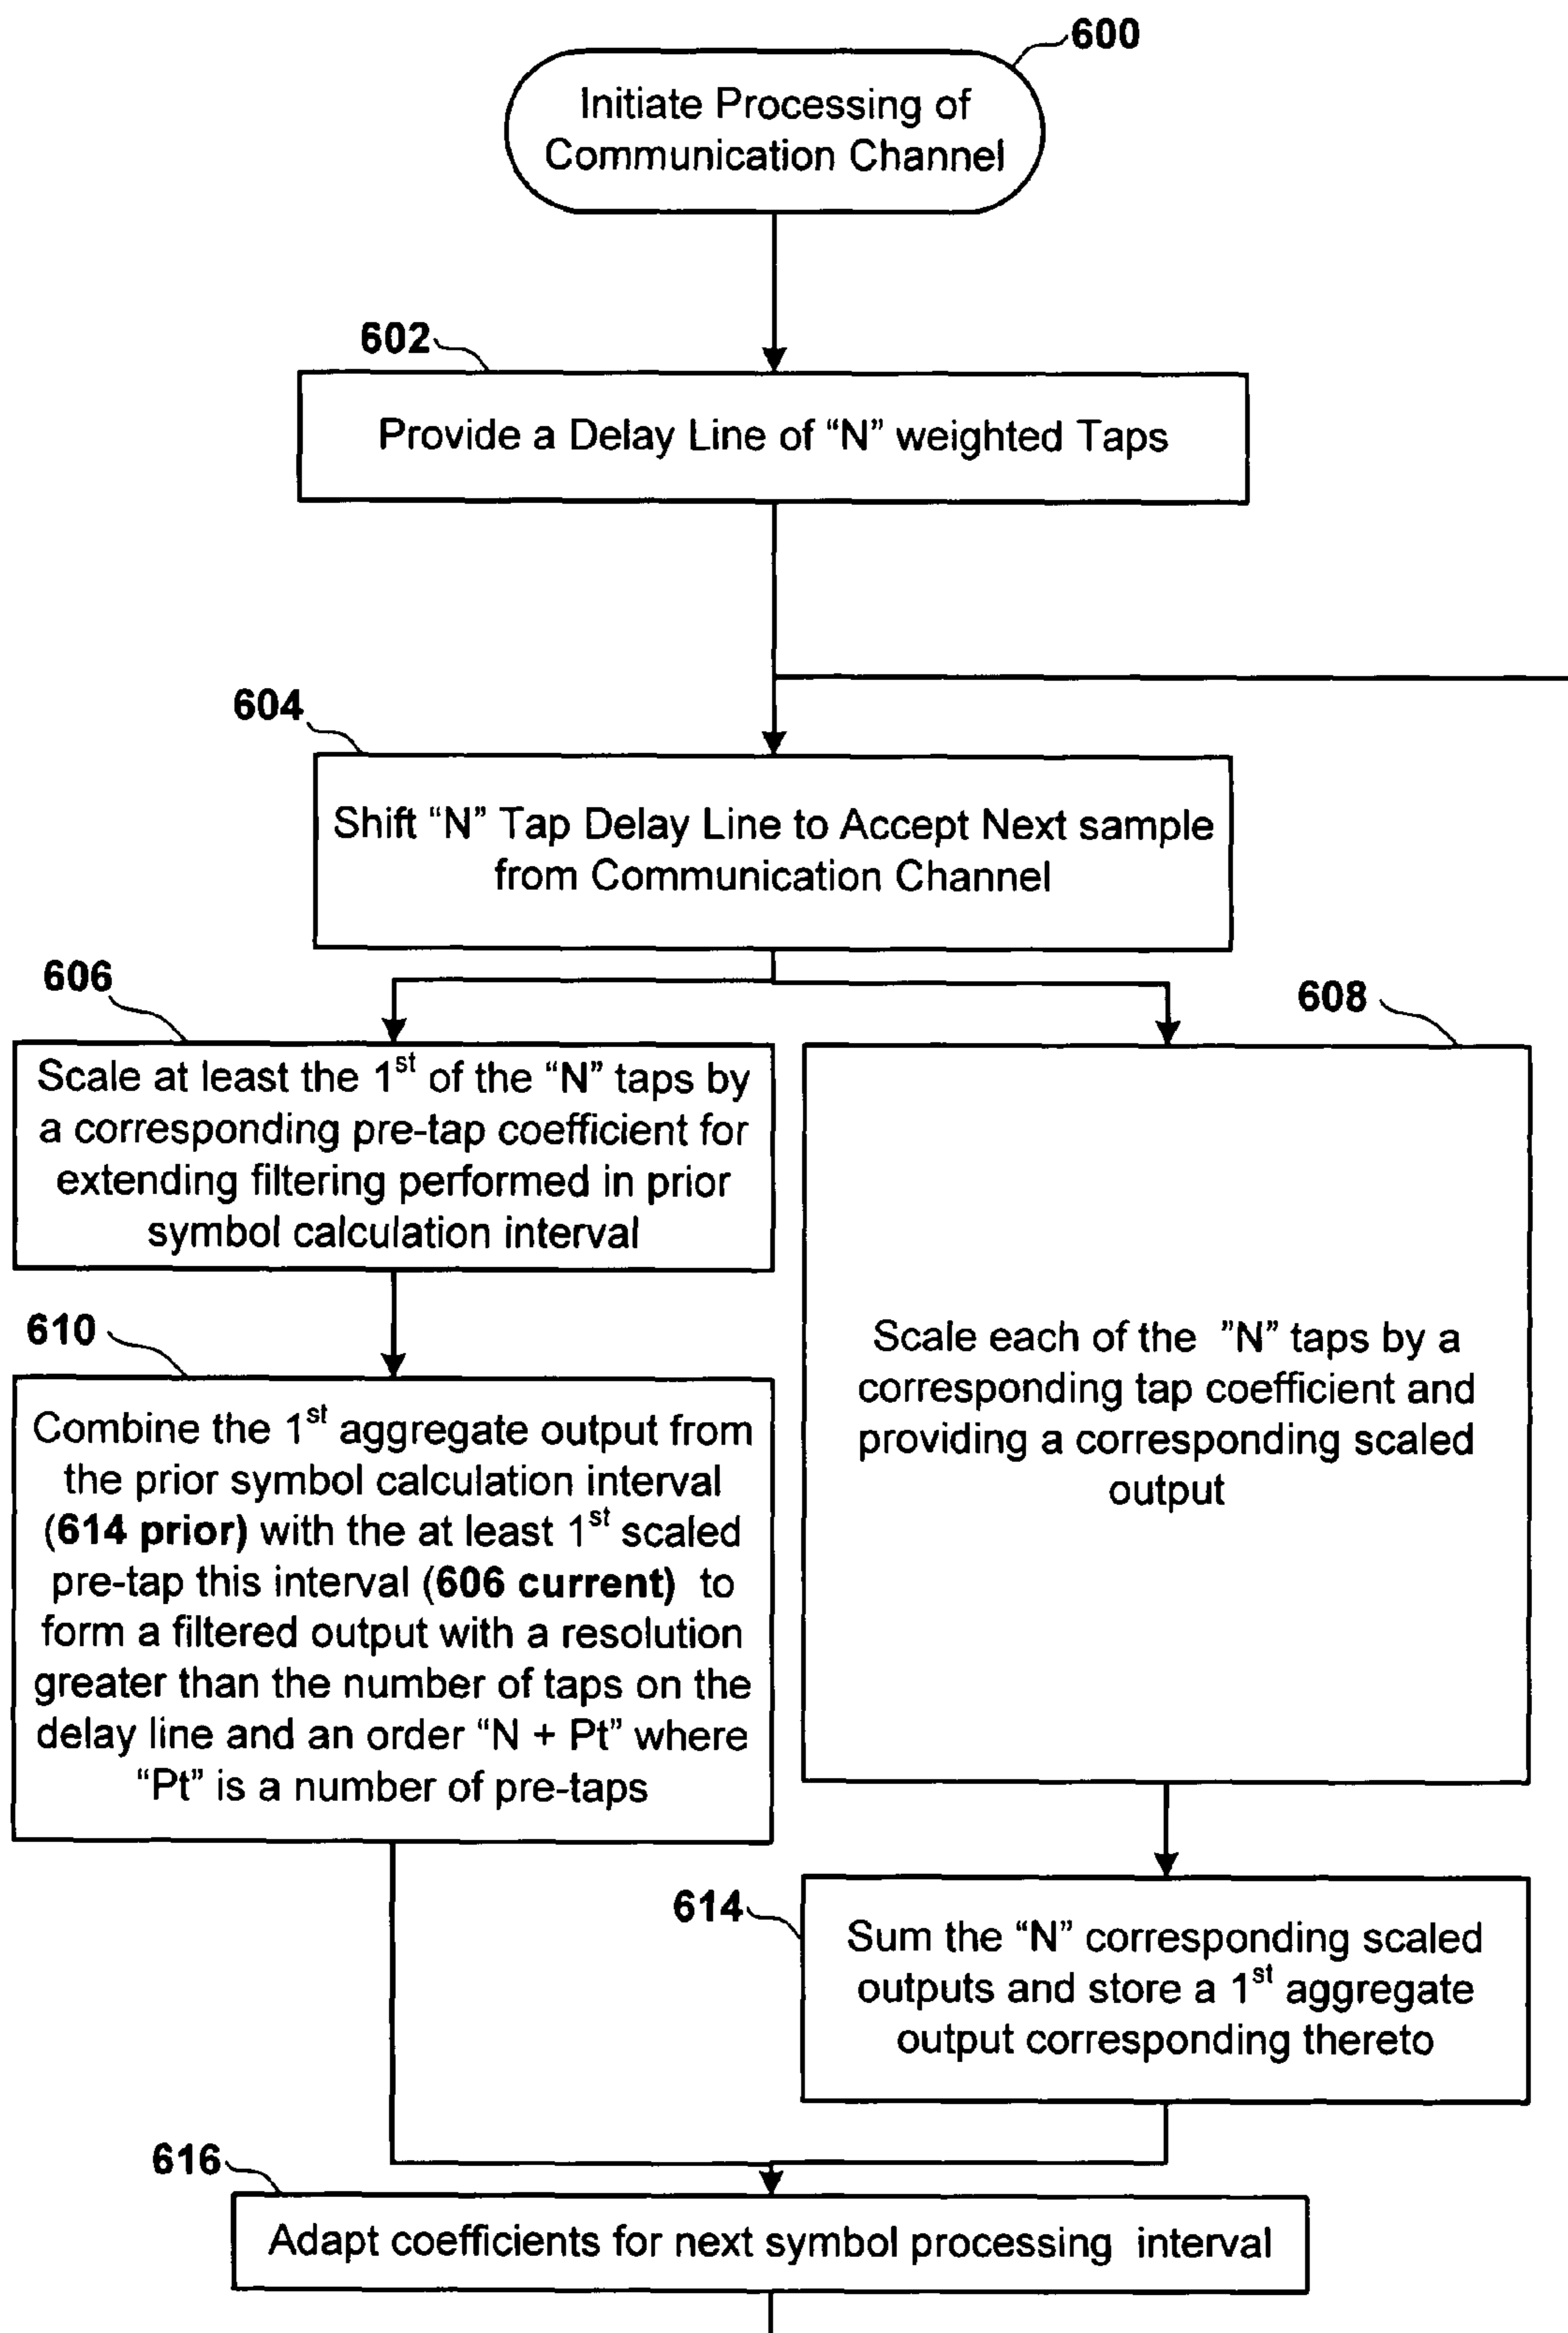 600
Initiate Processing of
Communication Channel
602
Provide a Delay Line of “N” weighted Taps
604
Shift “N” Tap Delay Line to Accept Next sample
from Communication Channel
606
Scale at least the 1st of the “N” taps by
a corresponding pre-tap coefficient for
extending filtering performed in prior
symbol calculation interval
608
Scale each of the ”N” taps by a
corresponding tap coefficient and
providing a corresponding scaled
output
610
Combine the 1st aggregate output from
the prior symbol calculation interval
(614 prior) with the at least 1st scaled
pre-tap this interval (606 current) to
form a filtered output with a resolution
greater than the number of taps on the
delay line and an order “N + Pt” where
“Pt” is a number of pre-taps
614
Sum the “N” corresponding scaled
outputs and store a 1st aggregate
output corresponding thereto
616
Adapt coefficients for next symbol processing interval